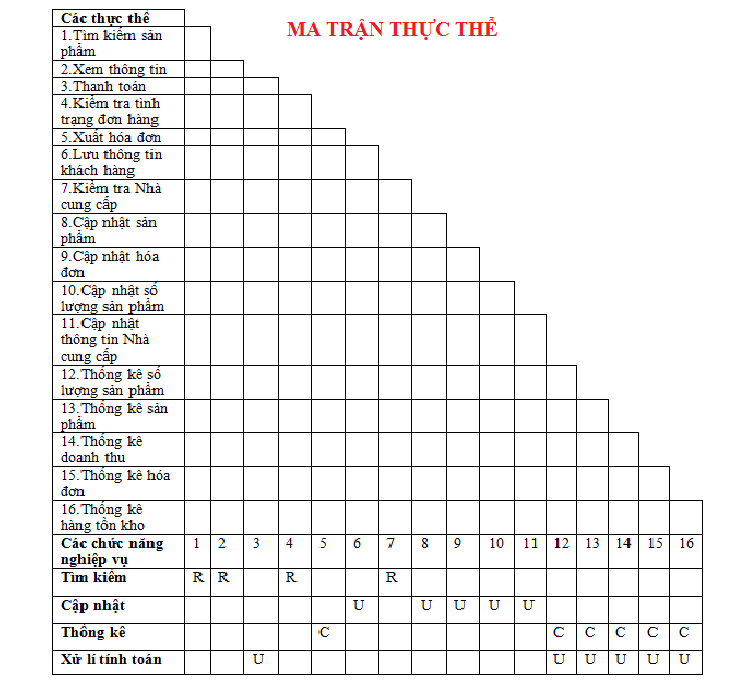 Các thực thể
MA TRẬN THỰC THỂ
1.Tìm kiếm sản
phẩm
2.Xem thông tin
3.Thanh toán
4.Kiểm tra tình
trạng đơn hàng
5.Xuất hóa đơn
6.Lưu thông tin
khách hàng
7.Kiểm tra Nhà
cung cấp
8.Cập nhật sản
phẩm
9.Cập nhật hóa
đơn
10.Cập nhật số
lượng sản phẩm
11.Cập nhật
thông tin Nhà
cung cấp
12.Thống kê số
lượng sản phẩm
13.Thống kê sản
phẩm
14.Thống kê
doanh thu
15.Thống kê hóa
đơn
16.Thống kê
hàng tồn kho
Các chức năng 1 2 3 4 5 6 7 8 9 10 11 12 13 14 15 16
nghiệp vụ
Tìm kiếm R R R R
Cập nhật U U U U U
Thống kê C C C C C C
Xử lí tính toán U U U U U U